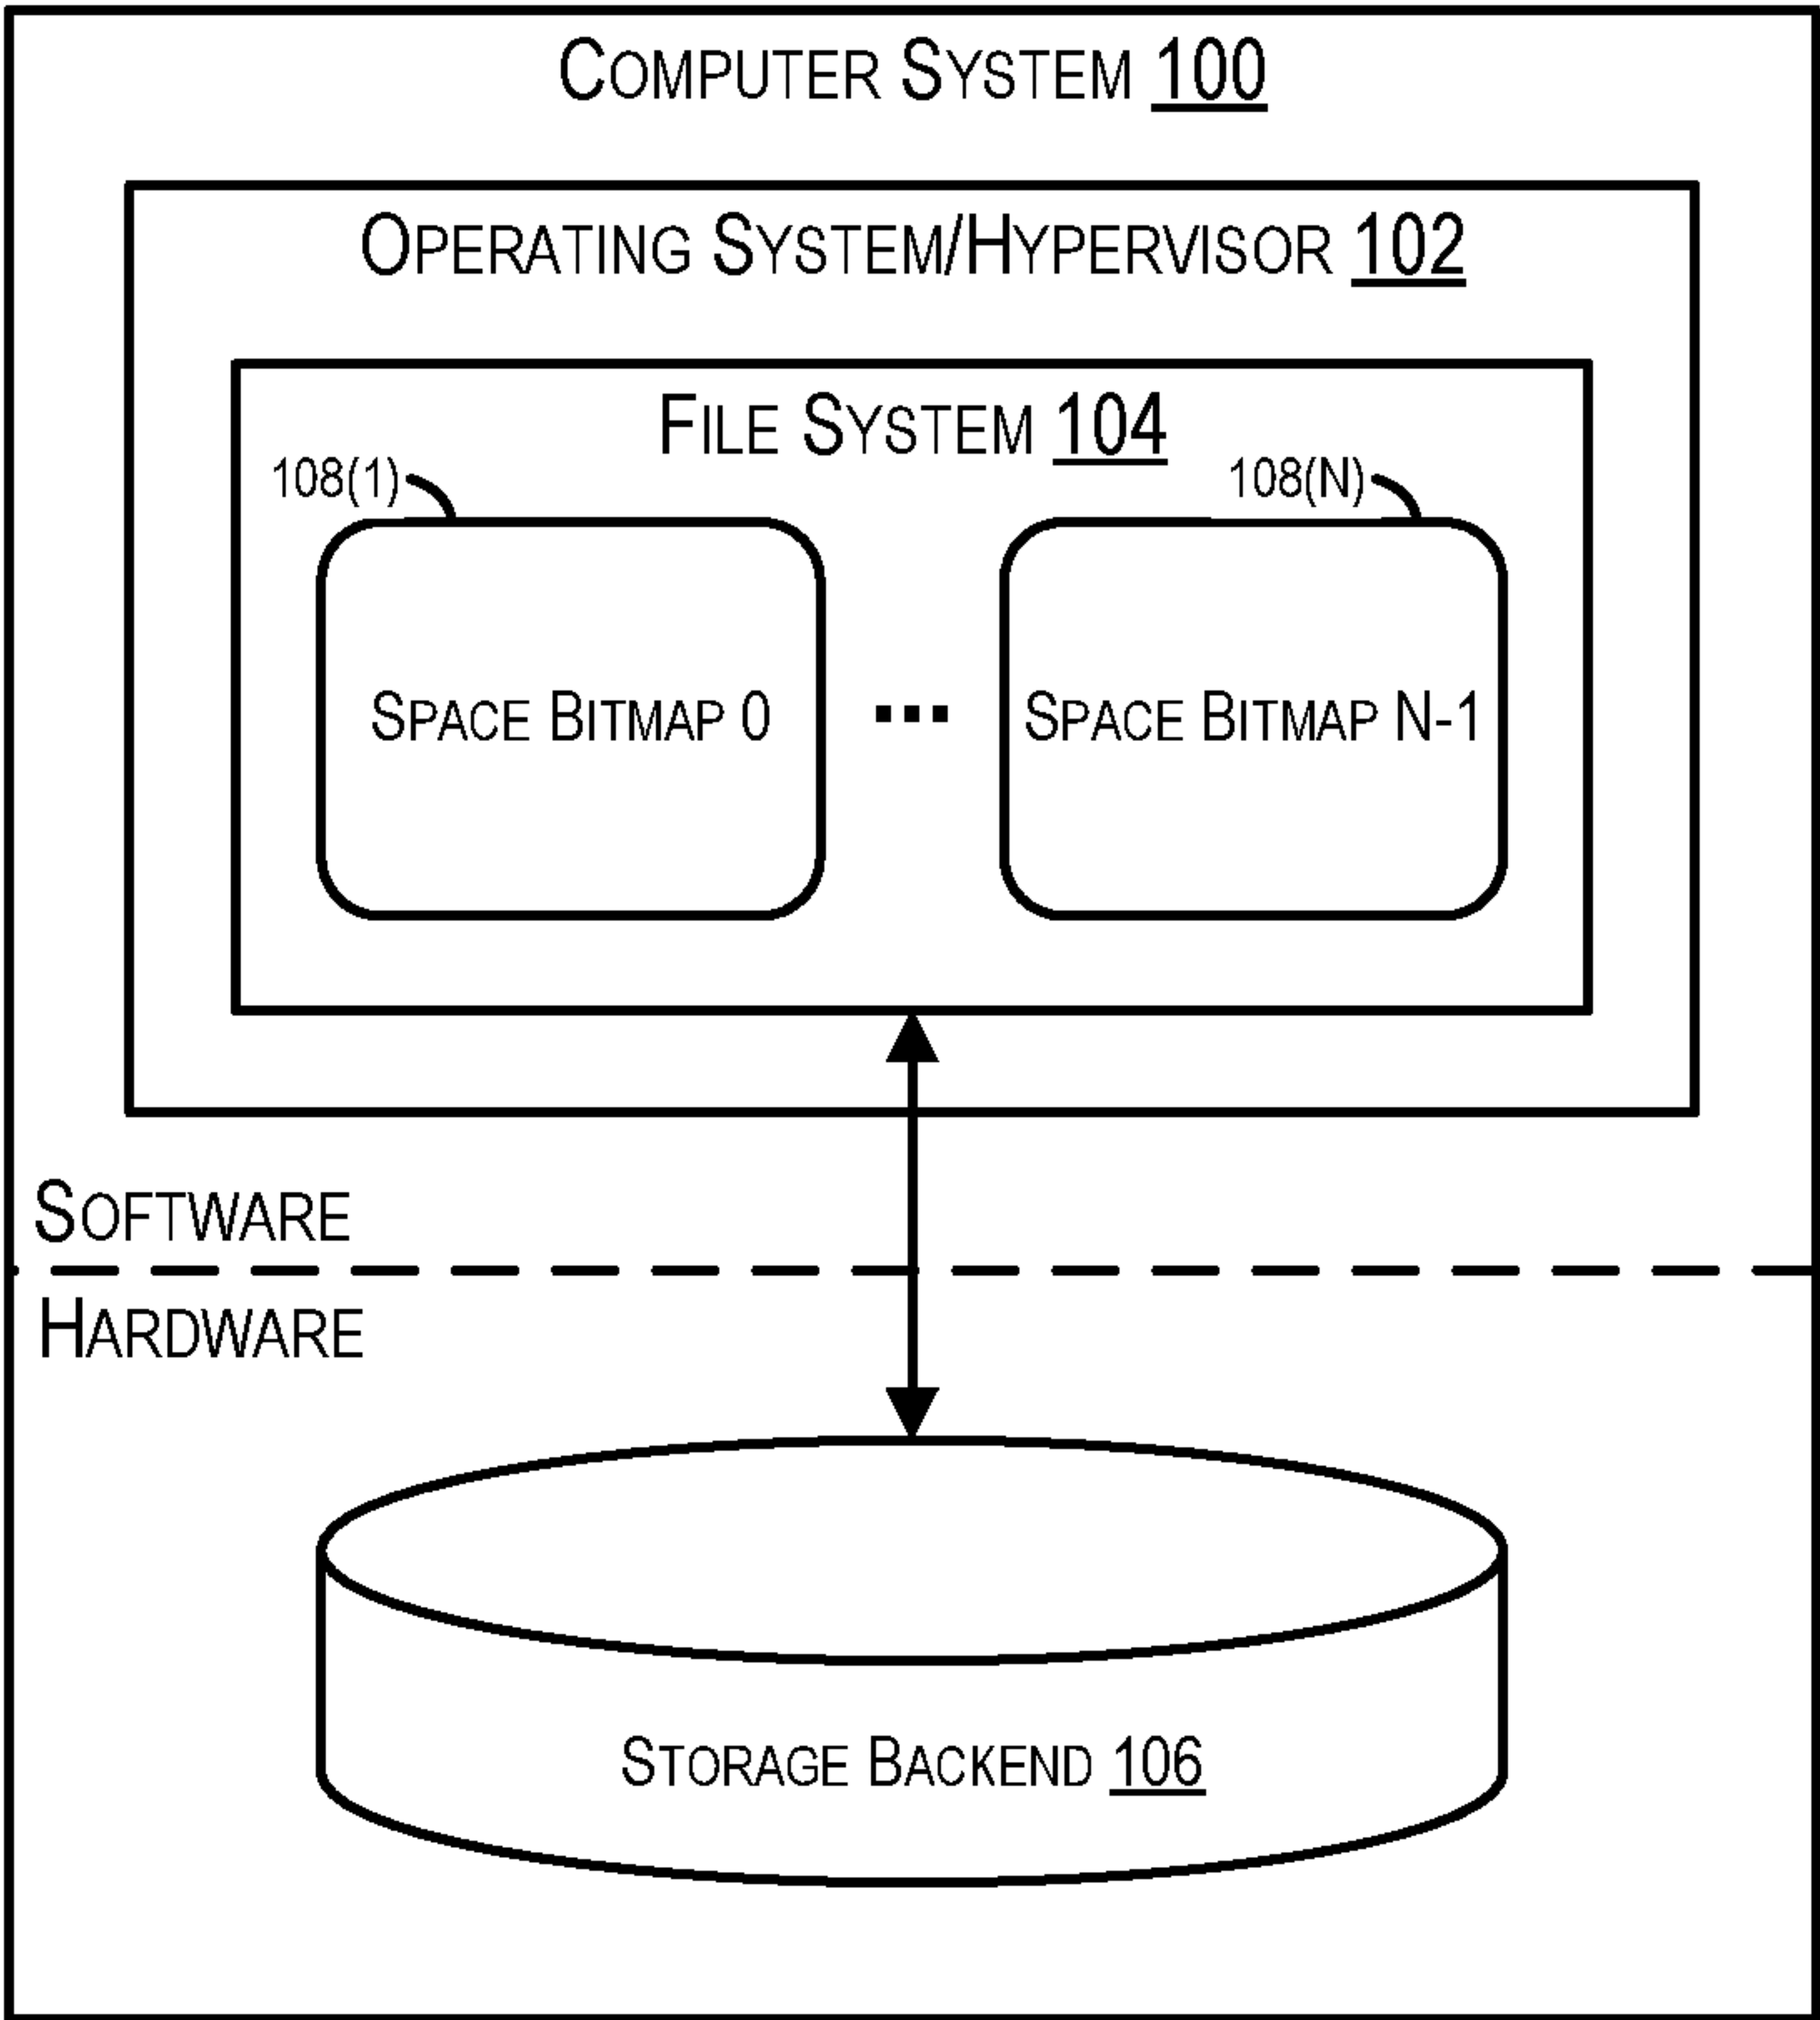 COMPUTER SYSTEM 100
OPERATING SYSTEM/HYPERVISOR 102
FILE SYSTEM 104
108(1)
108(N)
SPACE BITMAP 0
...
SPACE BITMAP N-1
SOFTWARE
HARDWARE
STORAGE BACKEND 106